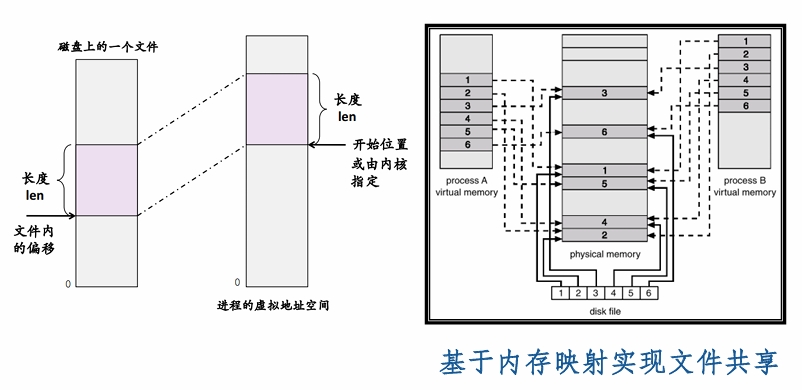 磁盘上的一个文件
长度
len
文件内
的偏移
0
长度
len
开始位置
或由内核
指定
0
进程的虚拟地址空间
1
2
3
4
5
6
process A
virtual memory
3
6
1
5
4
2
physical memory
1
2
3
4
5
6
process B
virtual memory
1 2 3 4 5 6
disk file
基于内存映射实现文件共享